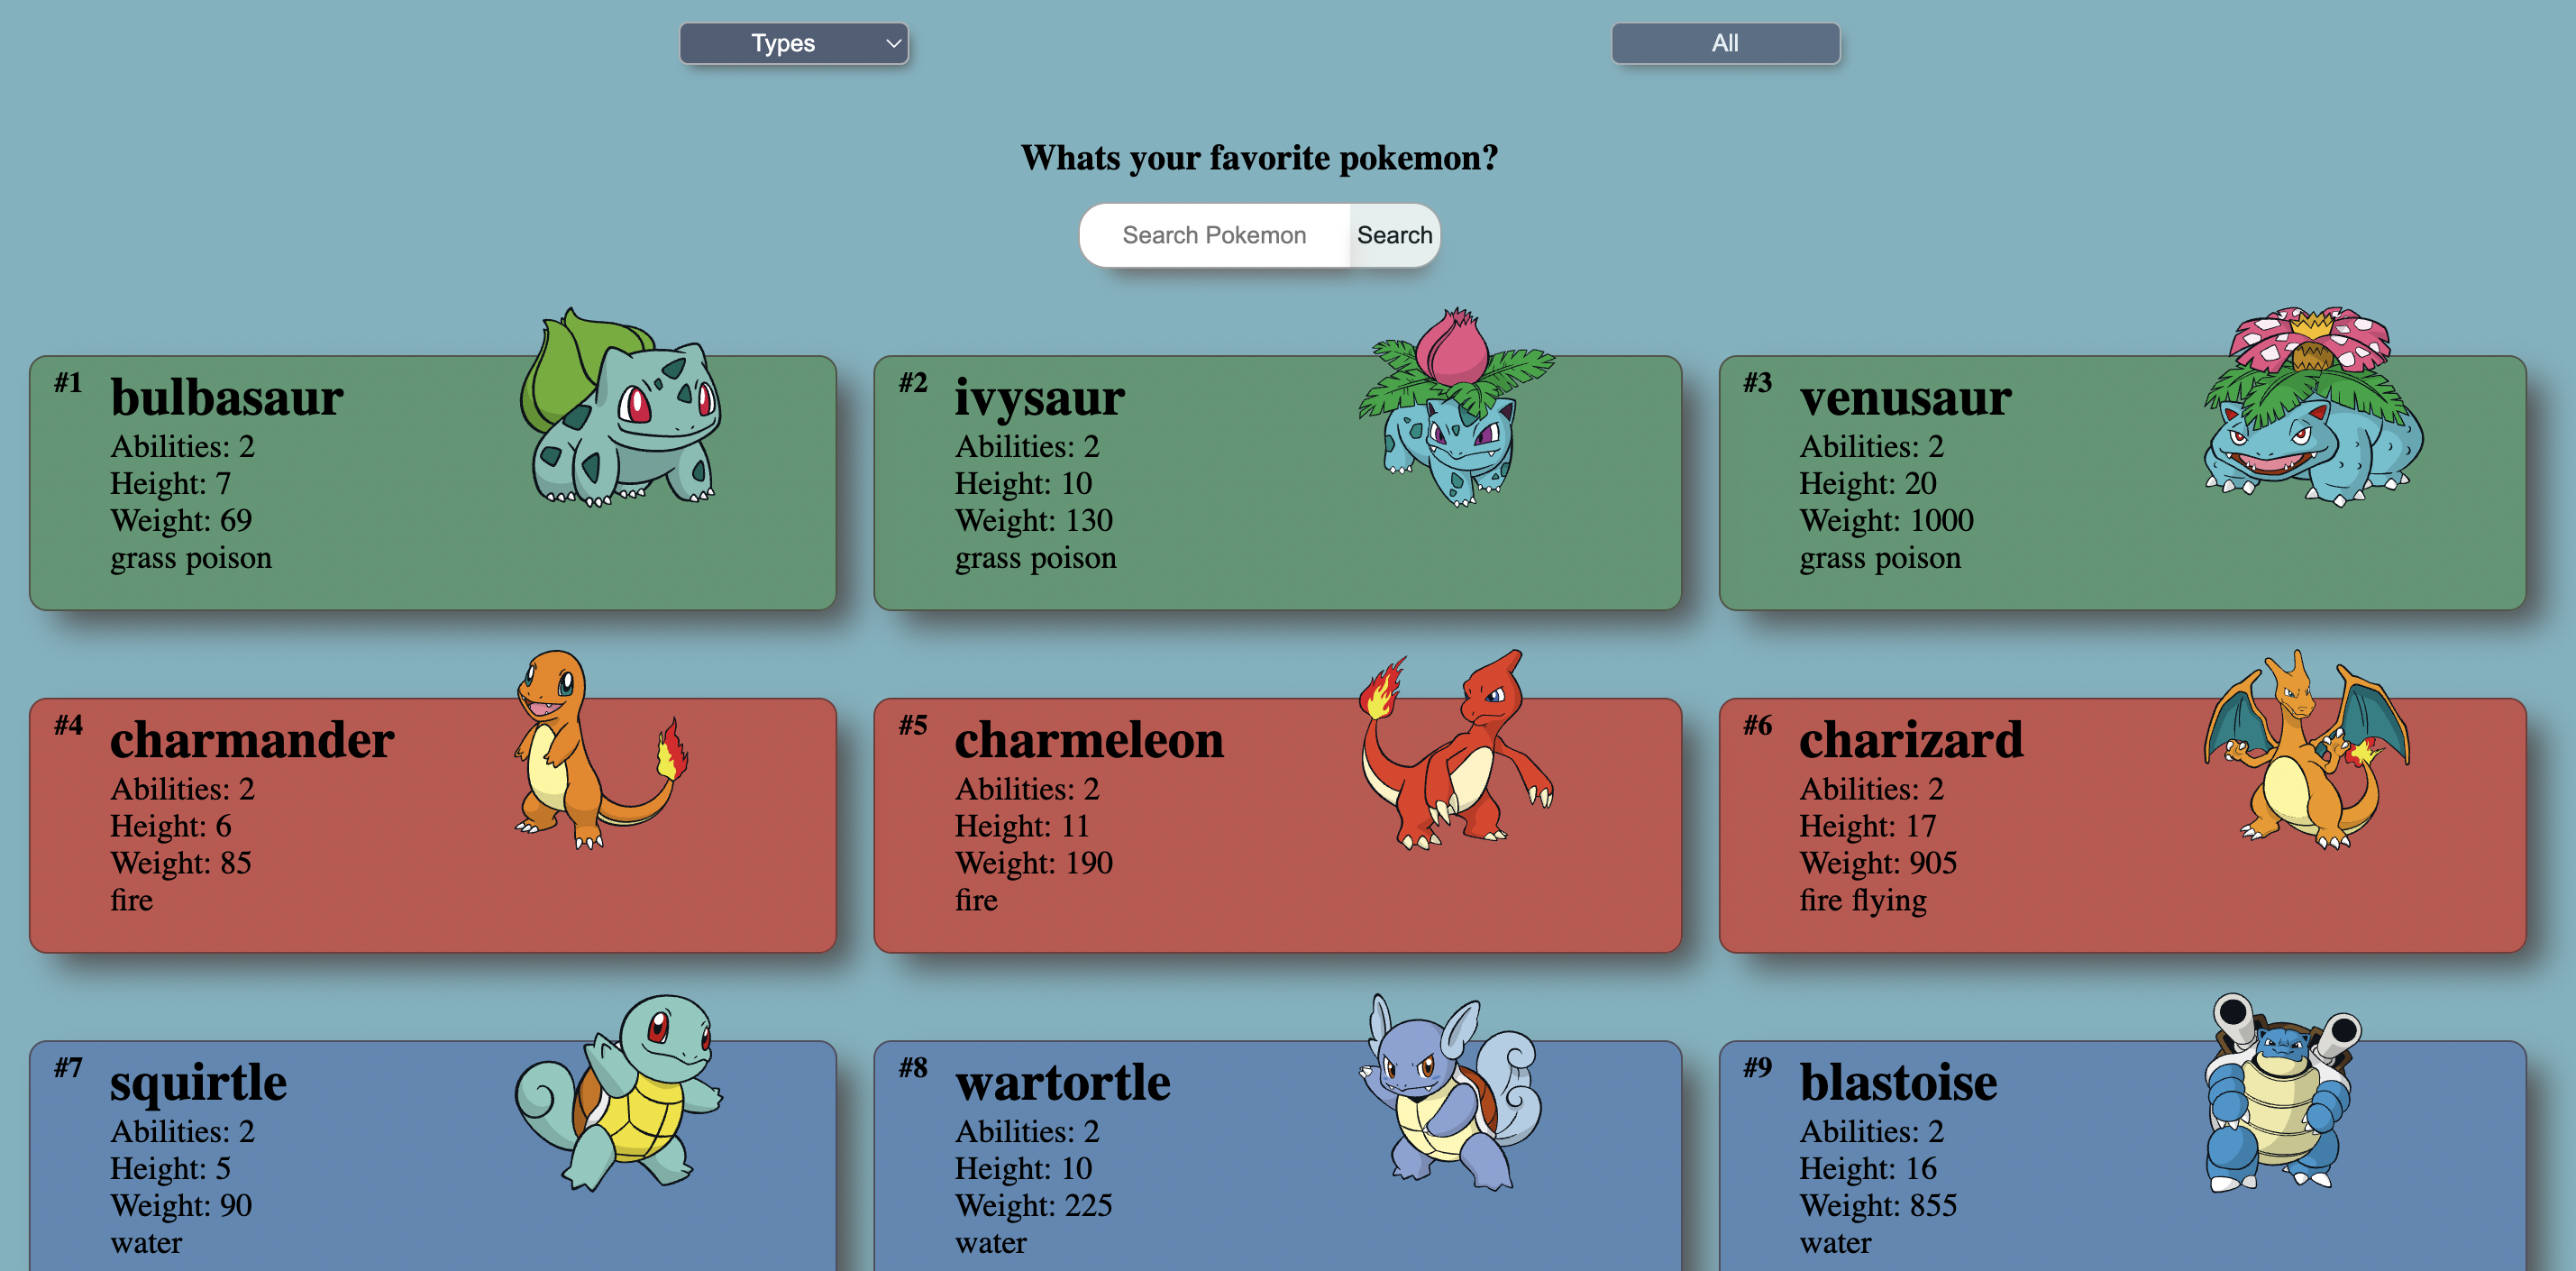 Types
All
Whats your favorite pokemon?
Search Pokemon
Search
#1
bulbasaur
Abilities: 2
Height: 7
Weight: 69
grass poison
#2
ivysaur
Abilities: 2
Height: 10
Weight: 130
grass poison
#3
venusaur
Abilities: 2
Height: 20
Weight: 1000
grass poison
#4
charmander
Abilities: 2
Height: 6
Weight: 85
fire
#5
charmeleon
Abilities: 2
Height: 11
Weight: 190
fire
#6
charizard
Abilities: 2
Height: 17
Weight: 905
fire flying
#7
squirtle
Abilities: 2
Height: 5
Weight: 90
water
#8
wartortle
Abilities: 2
Height: 10
Weight: 225
water
#9
blastoise
Abilities: 2
Height: 16
Weight: 855
water